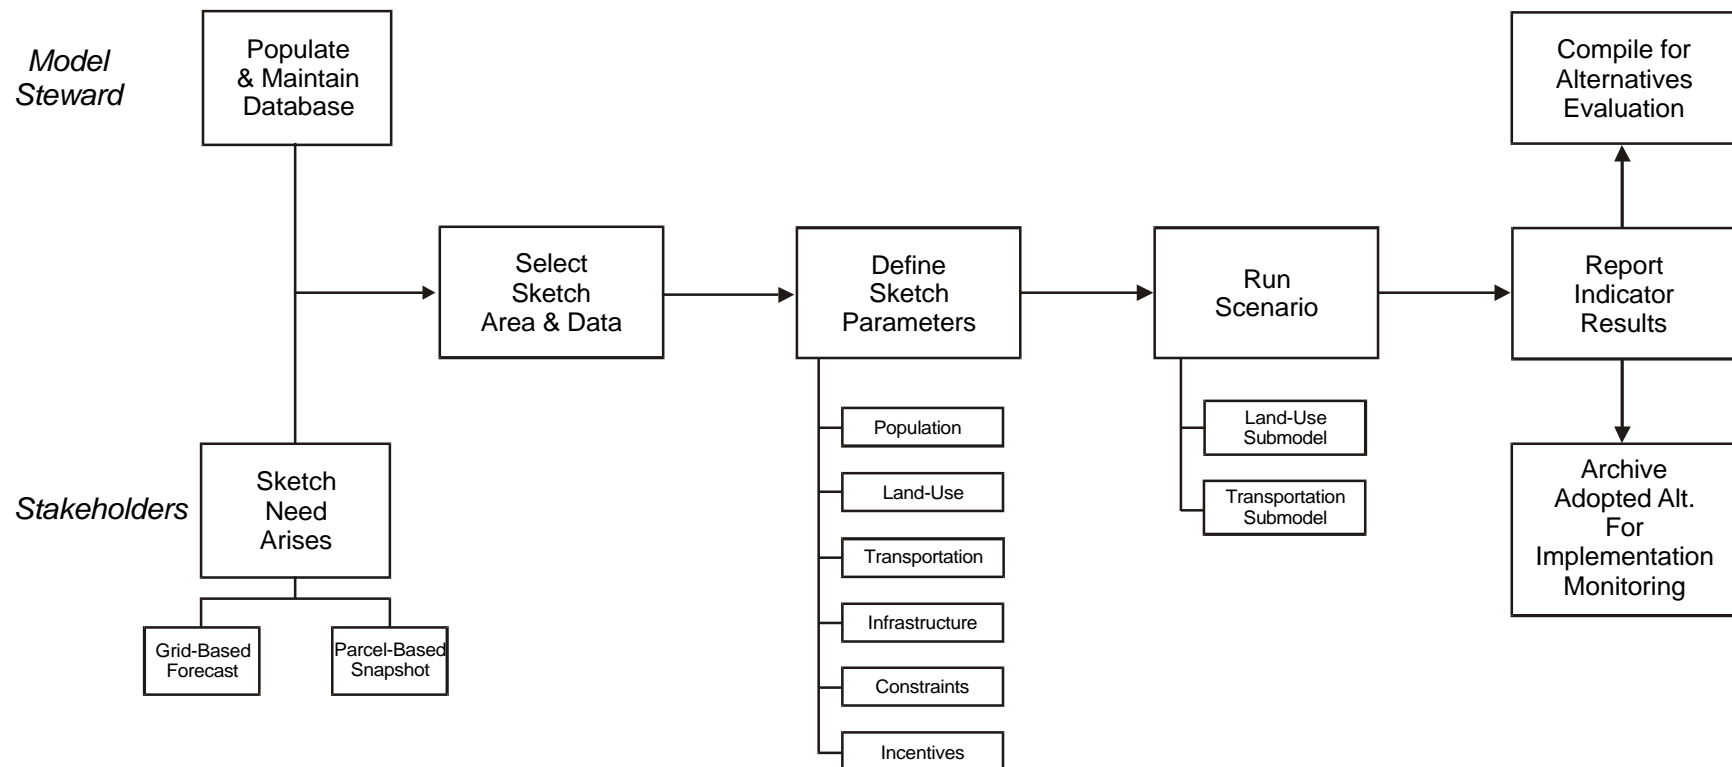 Model
Steward
Populate
& Maintain
Database
Compile for
Alternatives
Evaluation
Select
Sketch
Area & Data
Define
Sketch
Parameters
Run
Scenario
Report
Indicator
Results
Population
Land-Use
Transportation
Infrastructure
Constraints
Incentives
Land-Use
Submodel
Transportation
Submodel
Stakeholders
Sketch
Need
Arises
Grid-Based
Forecast
Parcel-Based
Snapshot
Archive
Adopted Alt.
For
Implementation
Monitoring